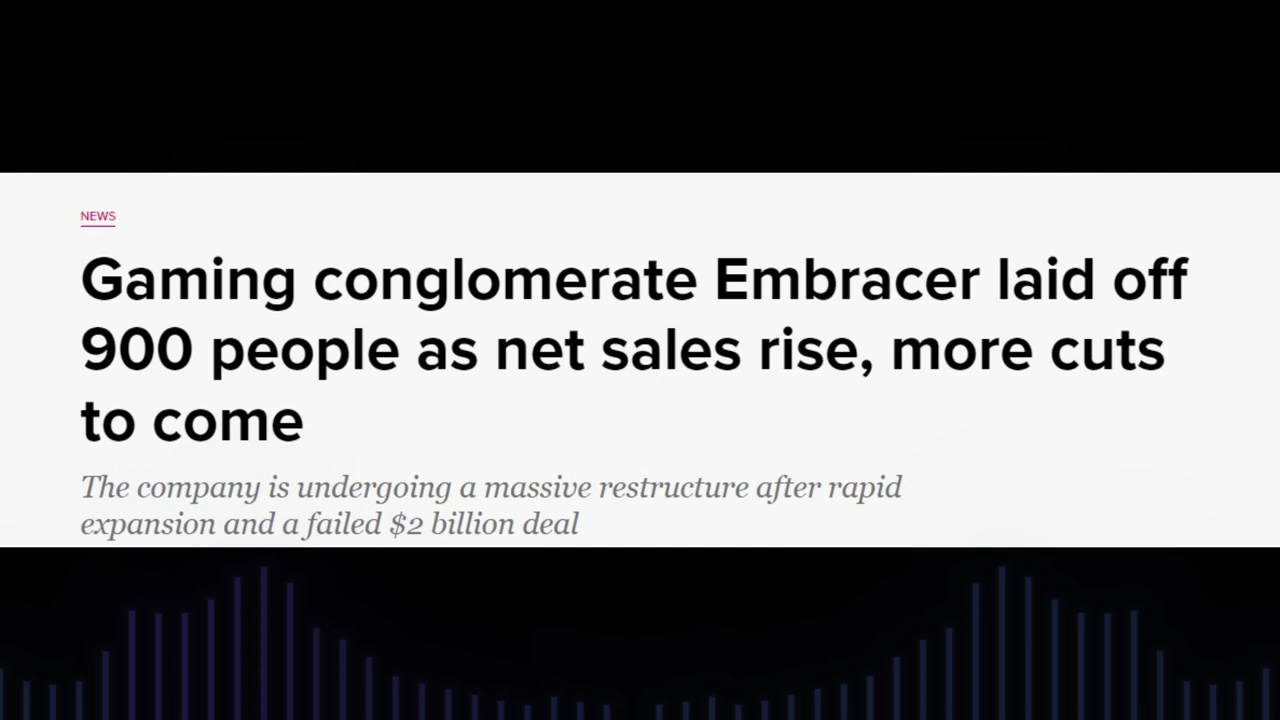 NEWS
Gaming conglomerate Embracer laid off
900 people as net sales rise, more cuts
to come
The company is undergoing a massive restructure after rapid
expansion and a failed $2 billion deal